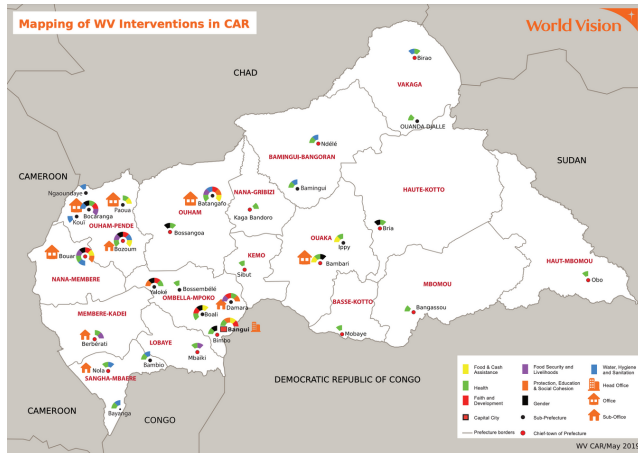 Mapping of WV Interventions in CAR
World Vision
CHAD
Birao
VAKAGA
OUANDA DJALLE
SUDAN
Ndélé
BAMINGUI-BANGORAN
CAMEROON
Ngaoundaye
Bocaranga
Koui
Paoua
OUHAM-PENDE
Bozoum
Bouar
NANA-MEMBERE
Batangafo
OUHAM
Bossangoa
NANA-GRIBIZI
Kaga Bandoro
Bamingui
HAUTE-KOTTO
Bria
OUAKA
Ippy
Bambari
KEMO
Sibut
HAUT-MBOMOU
Obo
MBOMOU
Bangassou
BASSE-KOTTO
Mobaye
Yaloké
Bossembélé
OMBELLA-MPOKO
Damara
Boali
Bangui
Bimbo
MEMBERE-KADEI
Berbérati
LOBAYE
Mbaiki
Bambio
Nola
SANGHA-MBAERE
Bayanga
DEMOCRATIC REPUBLIC OF CONGO
CAMEROON
CONGO
Food & Cash
Assistance
Food Security and
Livelihoods
Water, Hygiene
and Sanitation
Health
Protection, Education
& Social Cohesion
Head Office
Faith and
Development
Gender
Office
Capital City
Sub-Prefecture
Sub-Office
Prefecture borders
Chief-town of Prefecture
WV CAR/May 2019